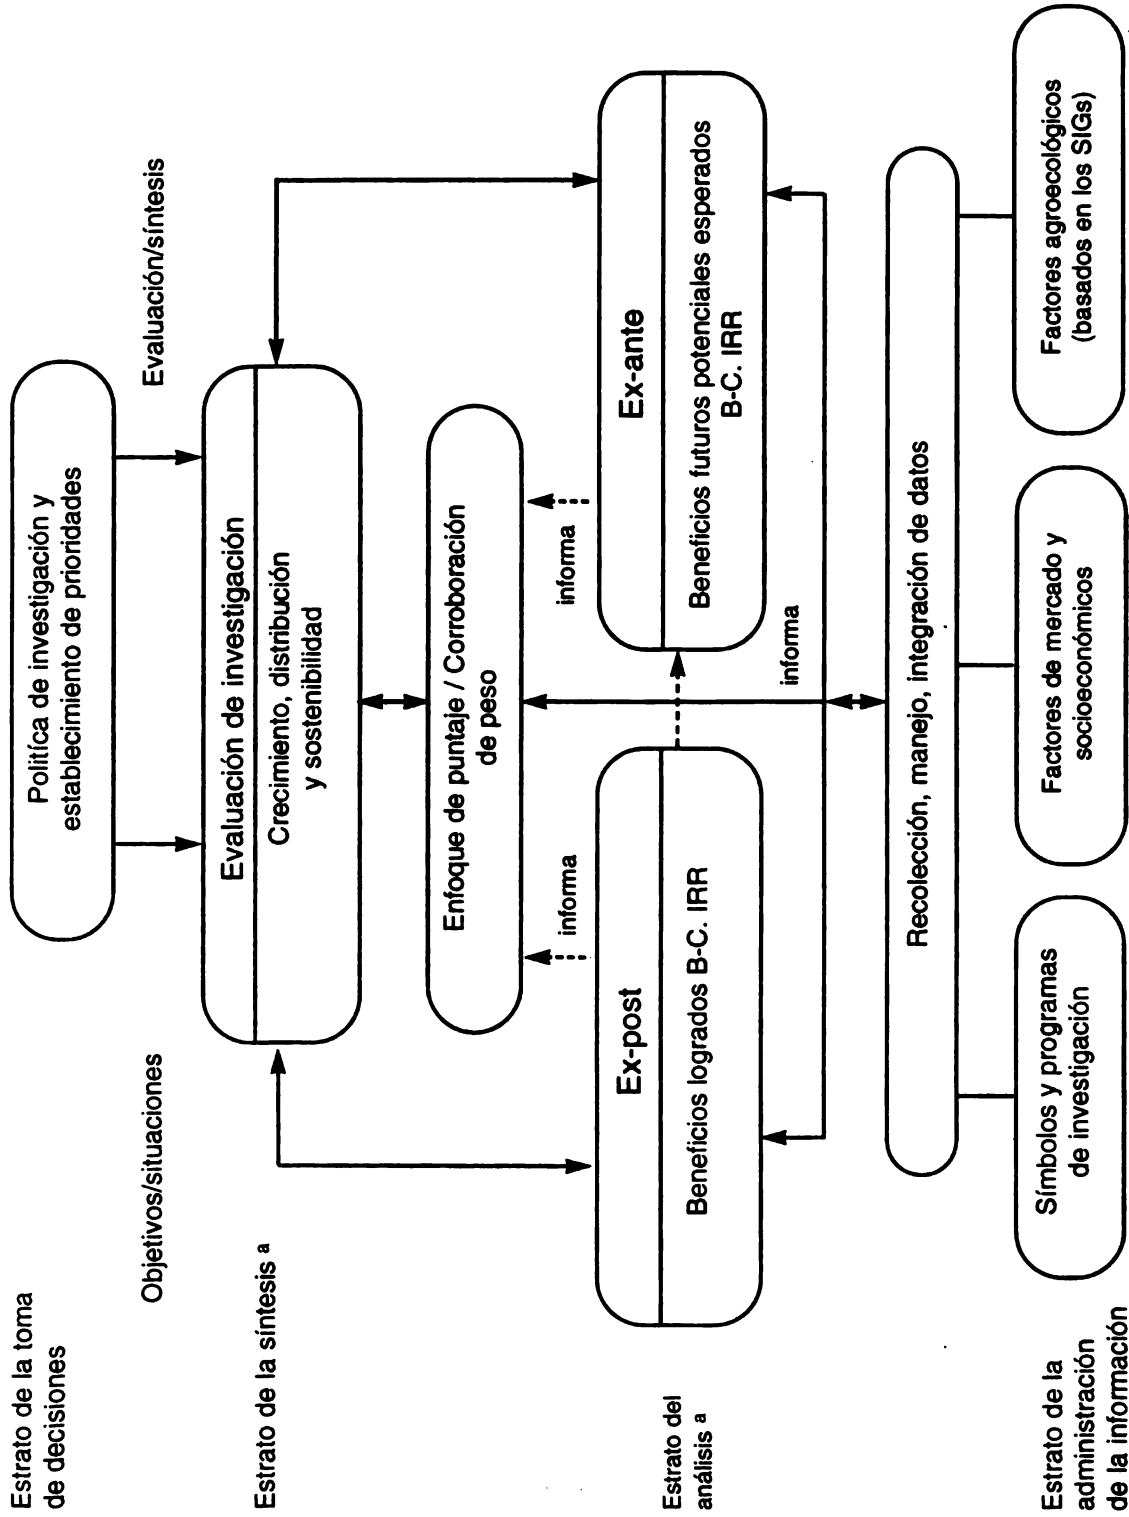 Estrato de la toma
de decisiones
Política de investigación y
establecimiento de prioridades
Objetivos/situaciones
Evaluación/síntesis
Estrato de la síntesis a
Evaluación de investigación
Crecimiento, distribución
y sostenibilidad
Enfoque de puntaje / Corroboración
de peso
informa
informa
Estrato del
análisis a
Ex-post
Beneficios logrados B-C. IRR
Ex-ante
Beneficios futuros potenciales esperados
B-C. IRR
informa
Recolección, manejo, integración de datos
Estrato de la
administración
de la información
Símbolos y programas
de investigación
Factores de mercado y
socioeconómicos
Factores agroecológicos
(basados en los SIGs)